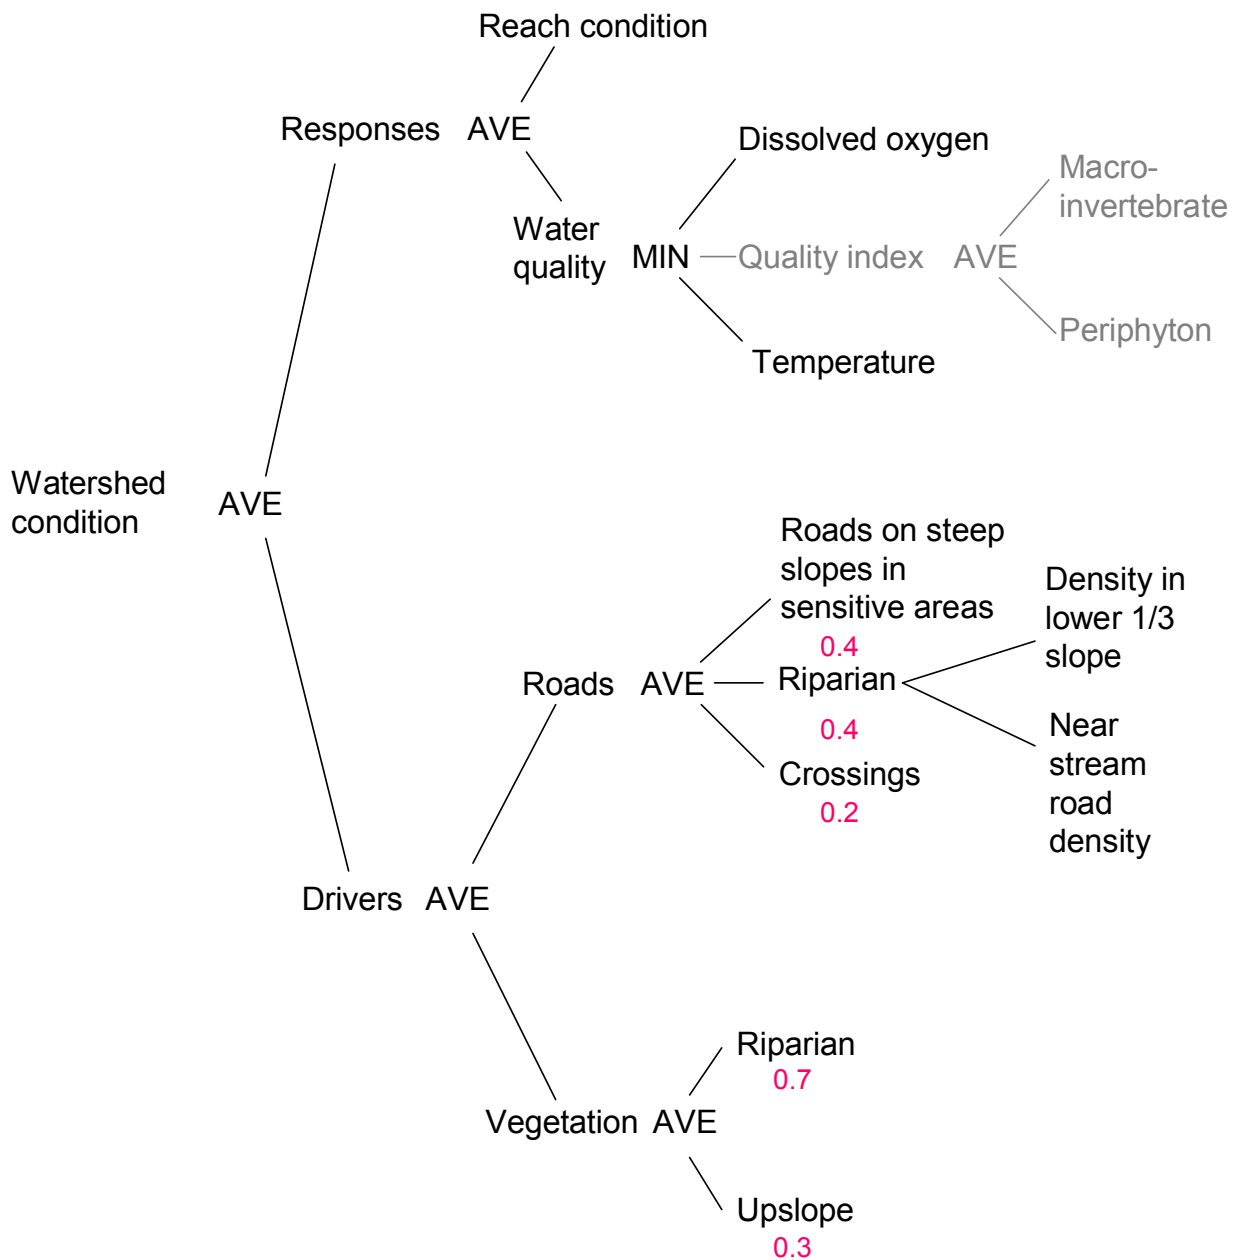 Reach condition
Responses AVE
Dissolved oxygen
Macro-
invertebrate
Water
quality
MIN
Quality index AVE
Periphyton
Temperature
Watershed
condition
AVE
Roads on steep
slopes in
sensitive areas
0.4
Density in
lower 1/3
slope
Roads AVE
Riparian
0.4
Near
stream
road
density
Crossings
0.2
Drivers AVE
Riparian
0.7
Vegetation AVE
Upslope
0.3